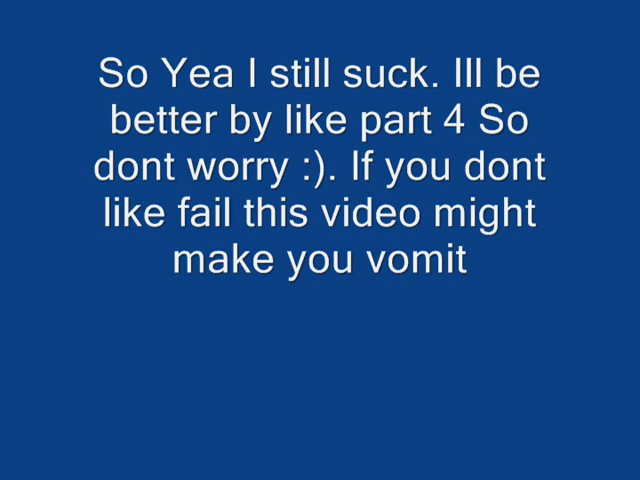 So Yea I still suck. Ill be
better by like part 4 So
dont worry :). If you dont
like fail this video might
make you vomit